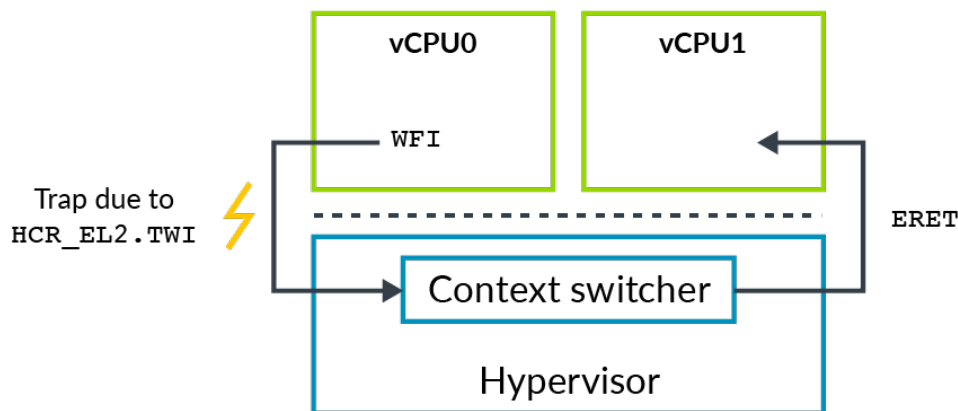 vCPU0
vCPU1
WFI
Trap due to
HCR_EL2.TWI
ERET
Context switcher
Hypervisor